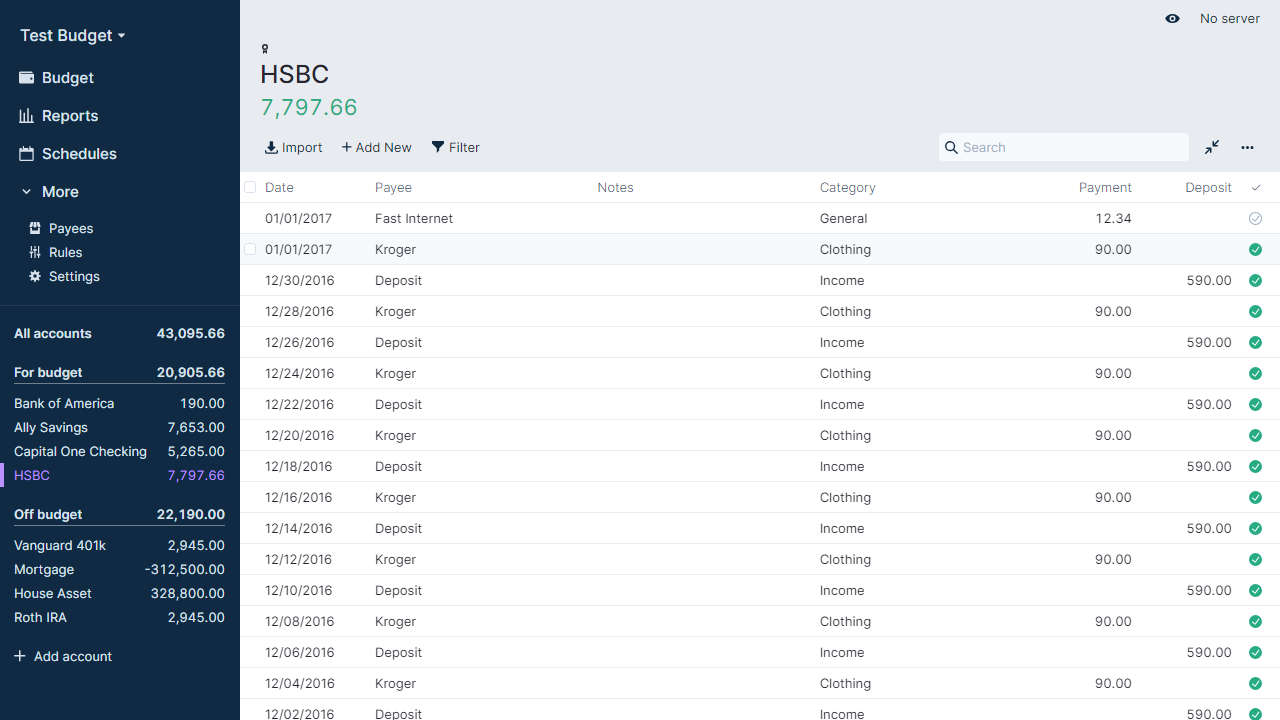 Test Budget
Budget
Reports
Schedules
More
Payees
Rules
Settings
All accounts 43,095.66
For budget 20,905.66
Bank of America 190.00
Ally Savings 7,653.00
Capital One Checking 5,265.00
HSBC 7,797.66
Off budget 22,190.00
Vanguard 401k 2,945.00
Mortgage -312,500.00
House Asset 328,800.00
Roth IRA 2,945.00
Add account
No server
HSBC
7,797.66
Import Add New Filter Search
Date Payee Notes Category Payment Deposit
01/01/2017 Fast Internet General 12.34
01/01/2017 Kroger Clothing 90.00
12/30/2016 Deposit Income 590.00
12/28/2016 Kroger Clothing 90.00
12/26/2016 Deposit Income 590.00
12/24/2016 Kroger Clothing 90.00
12/22/2016 Deposit Income 590.00
12/20/2016 Kroger Clothing 90.00
12/18/2016 Deposit Income 590.00
12/16/2016 Kroger Clothing 90.00
12/14/2016 Deposit Income 590.00
12/12/2016 Kroger Clothing 90.00
12/10/2016 Deposit Income 590.00
12/08/2016 Kroger Clothing 90.00
12/06/2016 Deposit Income 590.00
12/04/2016 Kroger Clothing 90.00
12/02/2016 Deposit Income 590.00